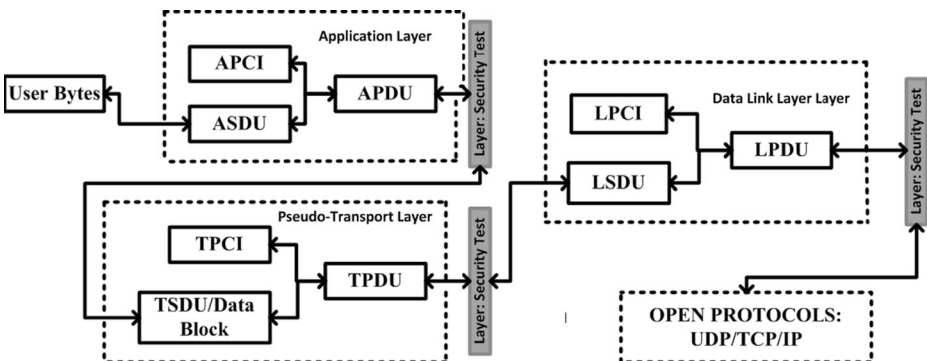 Application Layer
APCI
User Bytes
APDU
ASDU
Layer: Security Test
Data Link Layer Layer
LPCI
LPDU
LSDU
Layer: Security Test
Pseudo-Transport Layer
TPCI
TPDU
TSDU/Data
Block
Layer: Security Test
OPEN PROTOCOLS:
UDP/TCP/IP